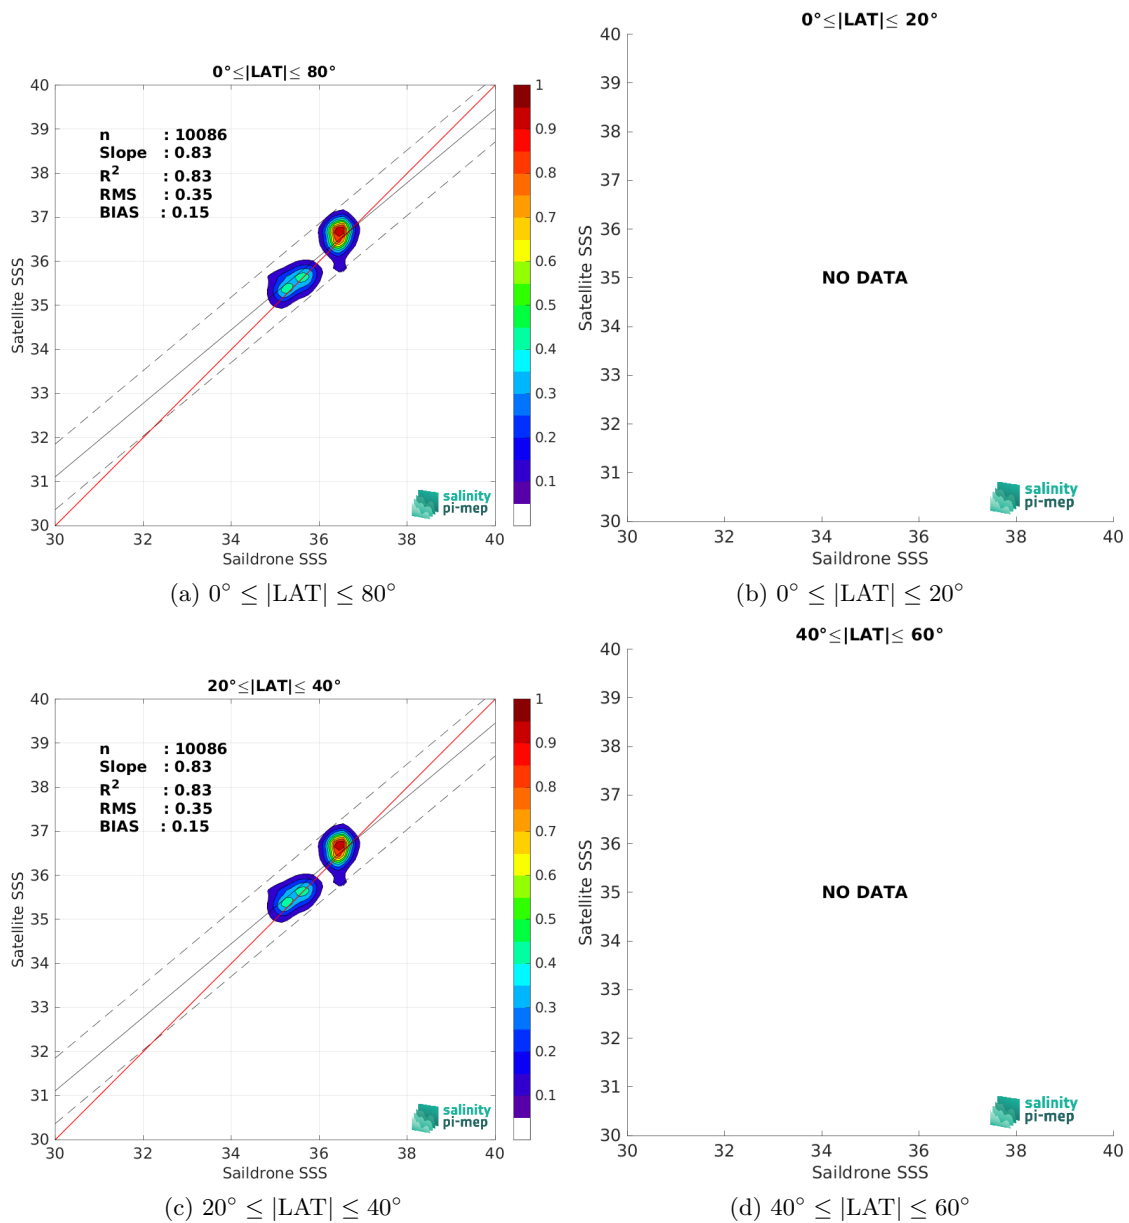 0°≤|LAT|≤ 80°
40
39
38
37
36
35
34
33
32
31
30
Satellite SSS
n : 10086
Slope : 0.83
R² : 0.83
RMS : 0.35
BIAS : 0.15
salinity
pi-mep
30 32 34 36 38 40
Saildrone SSS
1
0.9
0.8
0.7
0.6
0.5
0.4
0.3
0.2
0.1
(a) 0° ≤ |LAT| ≤ 80°
0°≤|LAT|≤ 20°
40
39
38
37
36
35
34
33
32
31
30
Satellite SSS
NO DATA
salinity
pi-mep
30 32 34 36 38 40
Saildrone SSS
(b) 0° ≤ |LAT| ≤ 20°
20°≤|LAT|≤ 40°
40
39
38
37
36
35
34
33
32
31
30
Satellite SSS
n : 10086
Slope : 0.83
R² : 0.83
RMS : 0.35
BIAS : 0.15
salinity
pi-mep
30 32 34 36 38 40
Saildrone SSS
1
0.9
0.8
0.7
0.6
0.5
0.4
0.3
0.2
0.1
(c) 20° ≤ |LAT| ≤ 40°
40°≤|LAT|≤ 60°
40
39
38
37
36
35
34
33
32
31
30
Satellite SSS
NO DATA
salinity
pi-mep
30 32 34 36 38 40
Saildrone SSS
(d) 40° ≤ |LAT| ≤ 60°